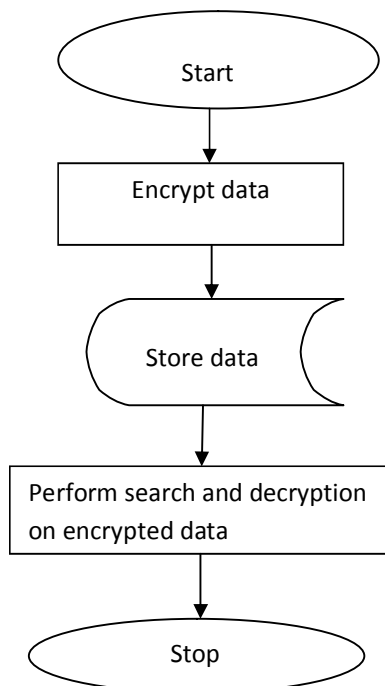 Start
Encrypt data
Store data
Perform search and decryption
on encrypted data
Stop